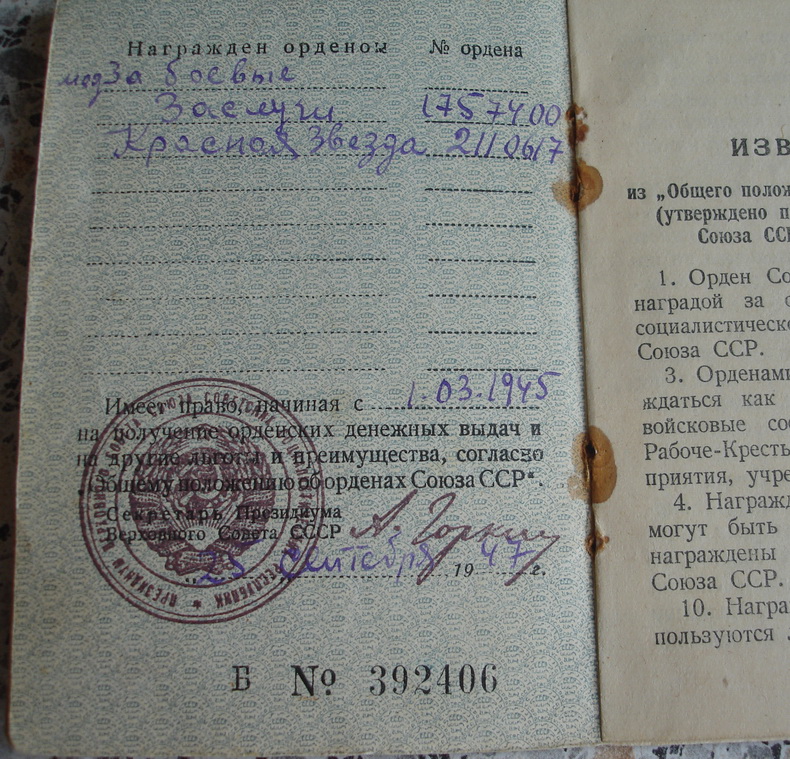 Награжден орденом № ордена
мед За боевые
Заслуги 1757400
Красная Звезда 2110617
Имеет право, начиная с 1.03.1945
на получение орденских денежных выдач и
на другие льготы и преимущества, согласно
„Общему положению об орденах Союза ССР“.
Секретарь Президиума
Верховного Совета СССР А. Горкин
23 Сентября 1947 г.
Б № 392406
ИЗВ
из „Общего полож
(утверждено п
Союза ССР
1. Орден Со
наградой за о
социалистическо
Союза ССР.
3. Орденами
ждаться как
войсковые со
Рабоче-Кресть
приятия, учре
4. Награжд
могут быть
награждены
Союза ССР.
10. Награ
пользуются